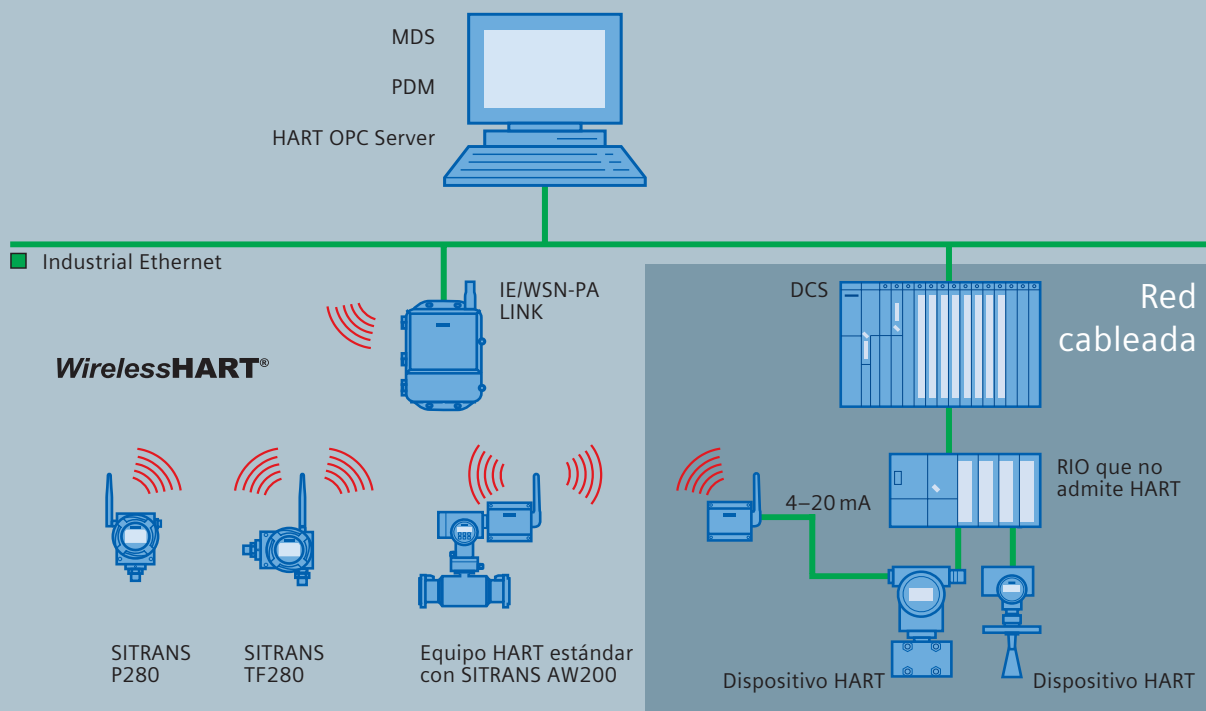 MDS
PDM
HART OPC Server
Industrial Ethernet
IE/WSN-PA
LINK
DCS
Red
cableada
WirelessHART®
RIO que no
admite HART
4–20 mA
SITRANS
P280
SITRANS
TF280
Equipo HART estándar
con SITRANS AW200
Dispositivo HART
Dispositivo HART